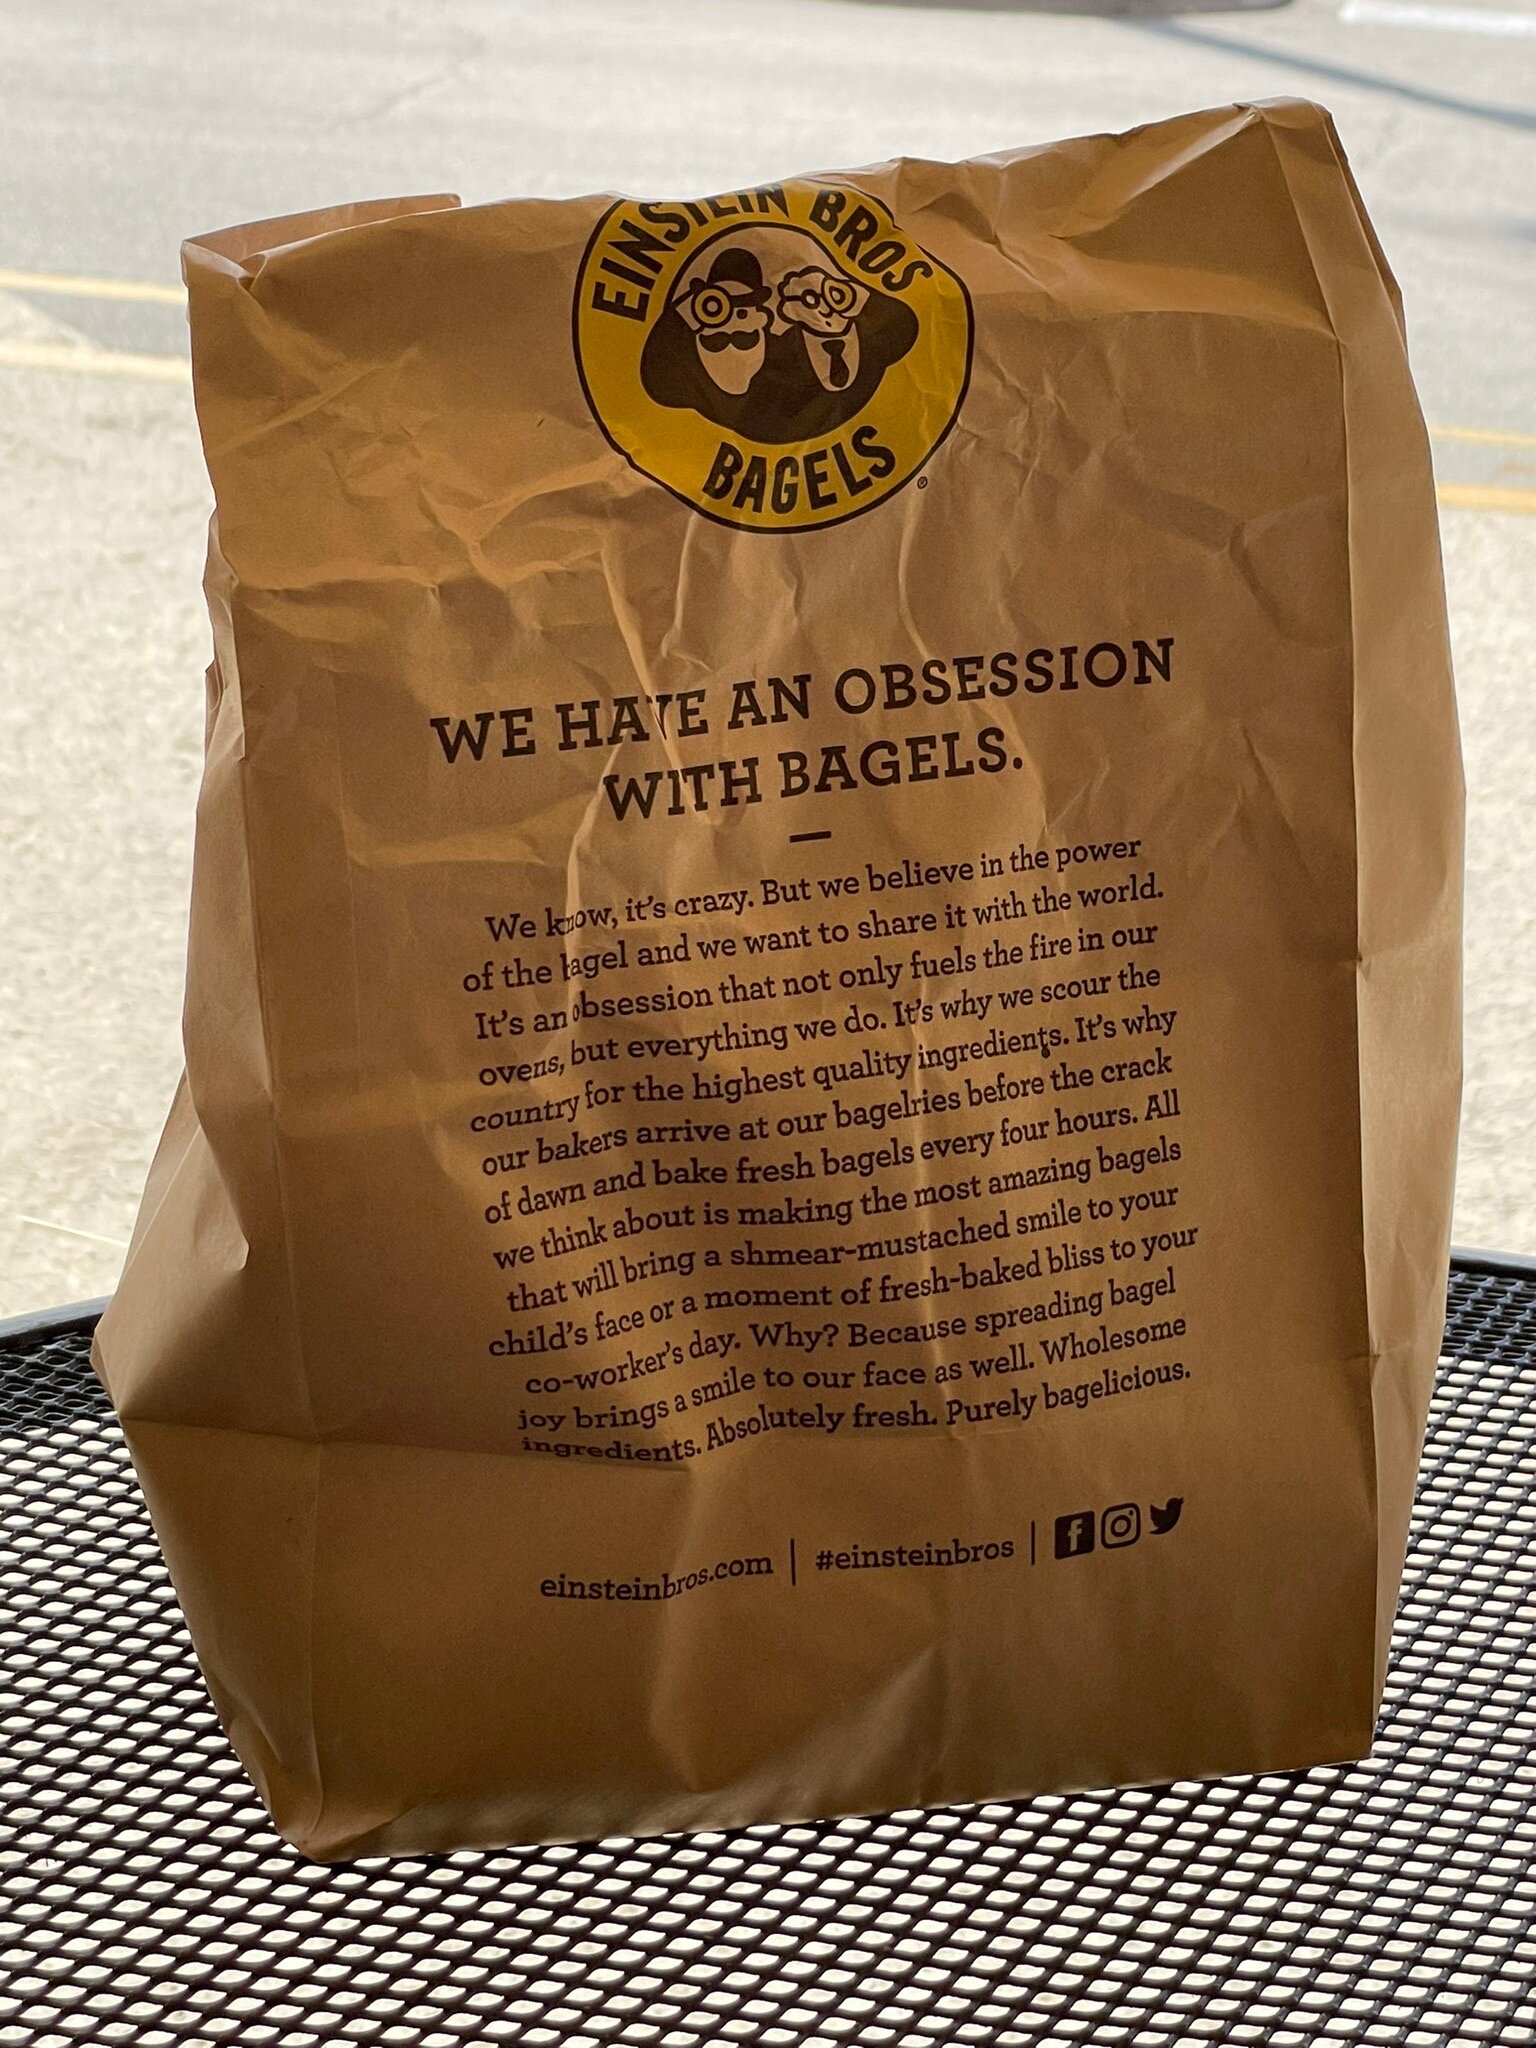 EINSTEIN BROS
BAGELS
®
WE HAVE AN OBSESSION
WITH BAGELS.
We know, it's crazy. But we believe in the power
of the bagel and we want to share it with the world.
It's an obsession that not only fuels the fire in our
ovens, but everything we do. It's why we scour the
country for the highest quality ingredients. It's why
our bakers arrive at our bagelries before the crack
of dawn and bake fresh bagels every four hours. All
we think about is making the most amazing bagels
that will bring a shmear-mustached smile to your
child's face or a moment of fresh-baked bliss to your
co-worker's day. Why? Because spreading bagel
joy brings a smile to our face as well. Wholesome
ingredients. Absolutely fresh. Purely bagelicious.
einsteinbros.com | #einsteinbros |